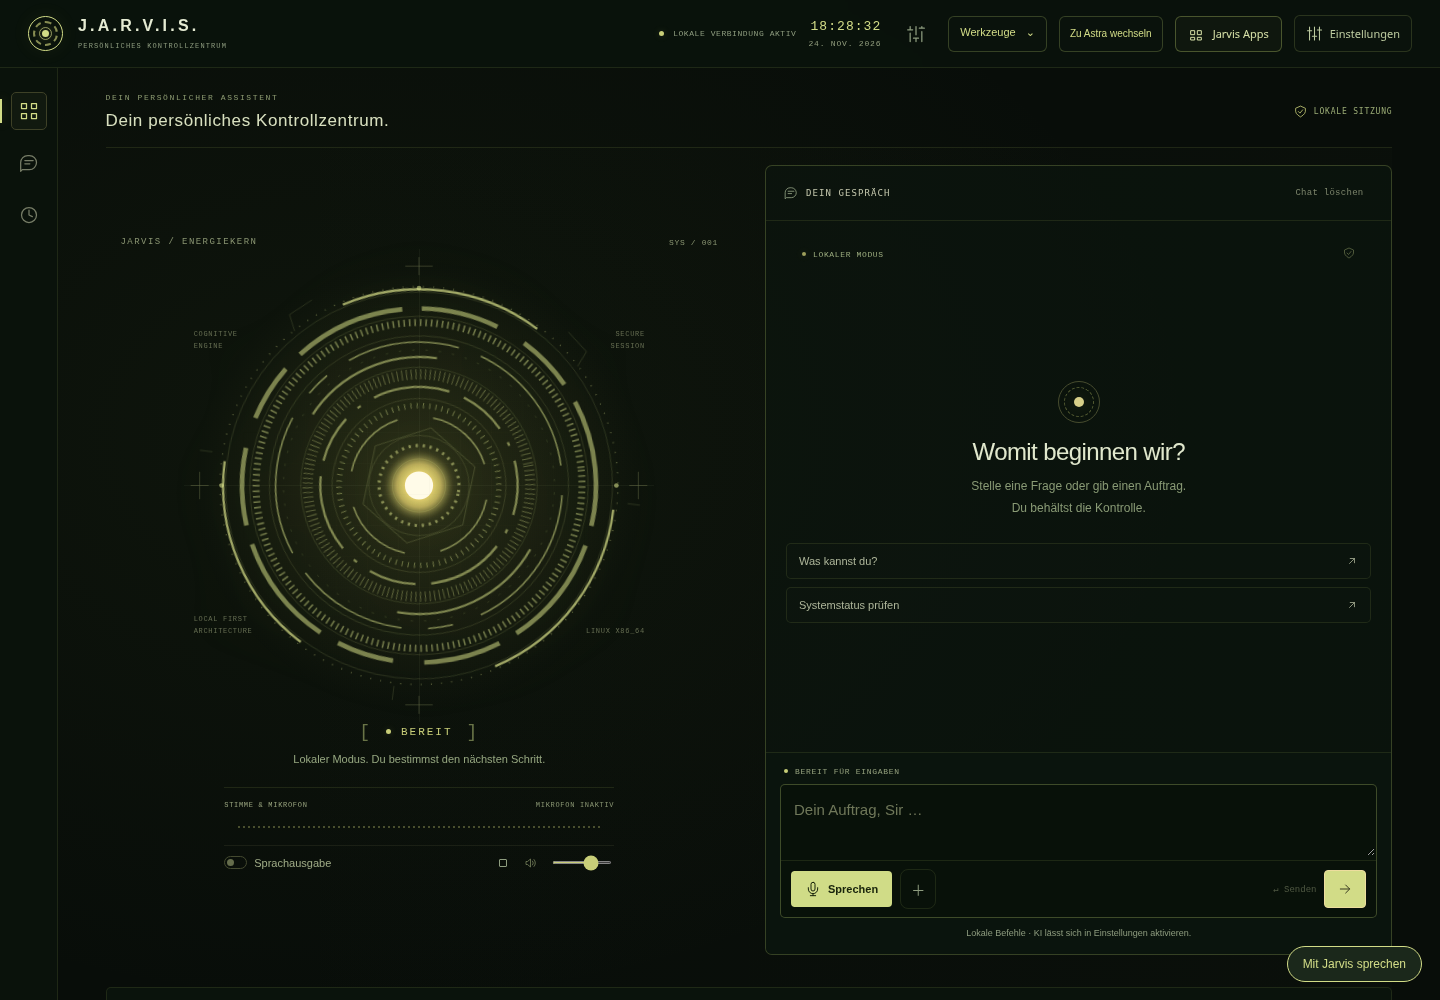 J.A.R.V.I.S.
PERSÖNLICHES KONTROLLZENTRUM
LOKALE VERBINDUNG AKTIV
18:28:32
24. NOV. 2026
Werkzeuge
Zu Astra wechseln
Jarvis Apps
Einstellungen
DEIN PERSÖNLICHER ASSISTENT
Dein persönliches Kontrollzentrum.
LOKALE SITZUNG
JARVIS / ENERGIEKERN
SYS / 001
COGNITIVE
ENGINE
SECURE
SESSION
LOCAL FIRST
ARCHITECTURE
LINUX X86_64
[ BEREIT ]
Lokaler Modus. Du bestimmst den nächsten Schritt.
STIMME & MIKROFON
MIKROFON INAKTIV
Sprachausgabe
DEIN GESPRÄCH
Chat löschen
LOKALER MODUS
Womit beginnen wir?
Stelle eine Frage oder gib einen Auftrag.
Du behältst die Kontrolle.
Was kannst du?
Systemstatus prüfen
BEREIT FÜR EINGABEN
Dein Auftrag, Sir …
Sprechen
↵ Senden
Lokale Befehle · KI lässt sich in Einstellungen aktivieren.
Mit Jarvis sprechen